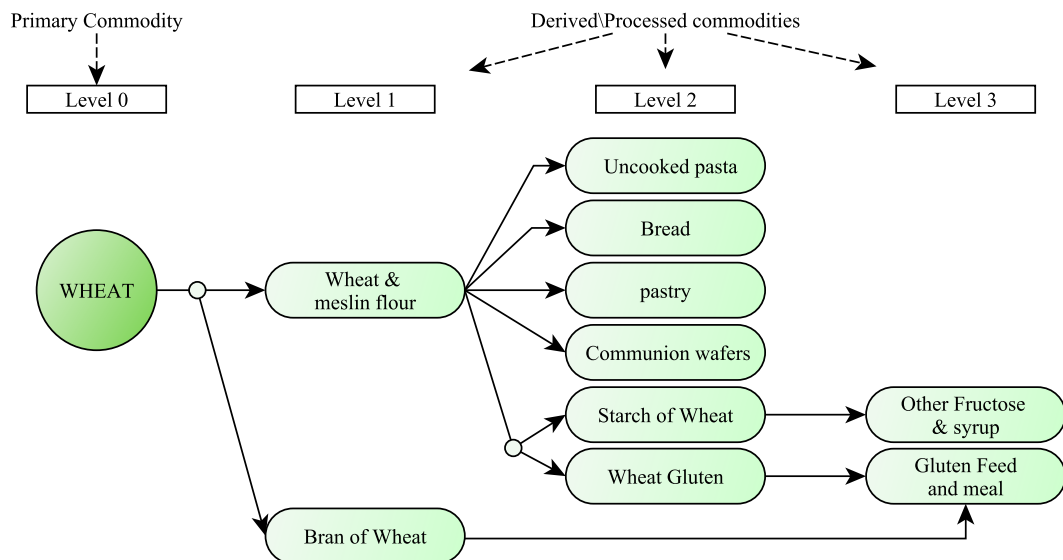 Primary Commodity
Derived\Processed commodities
Level 0
Level 1
Level 2
Level 3
Uncooked pasta
Bread
WHEAT
Wheat &
meslin flour
pastry
Communion wafers
Starch of Wheat
Other Fructose
& syrup
Wheat Gluten
Gluten Feed
and meal
Bran of Wheat